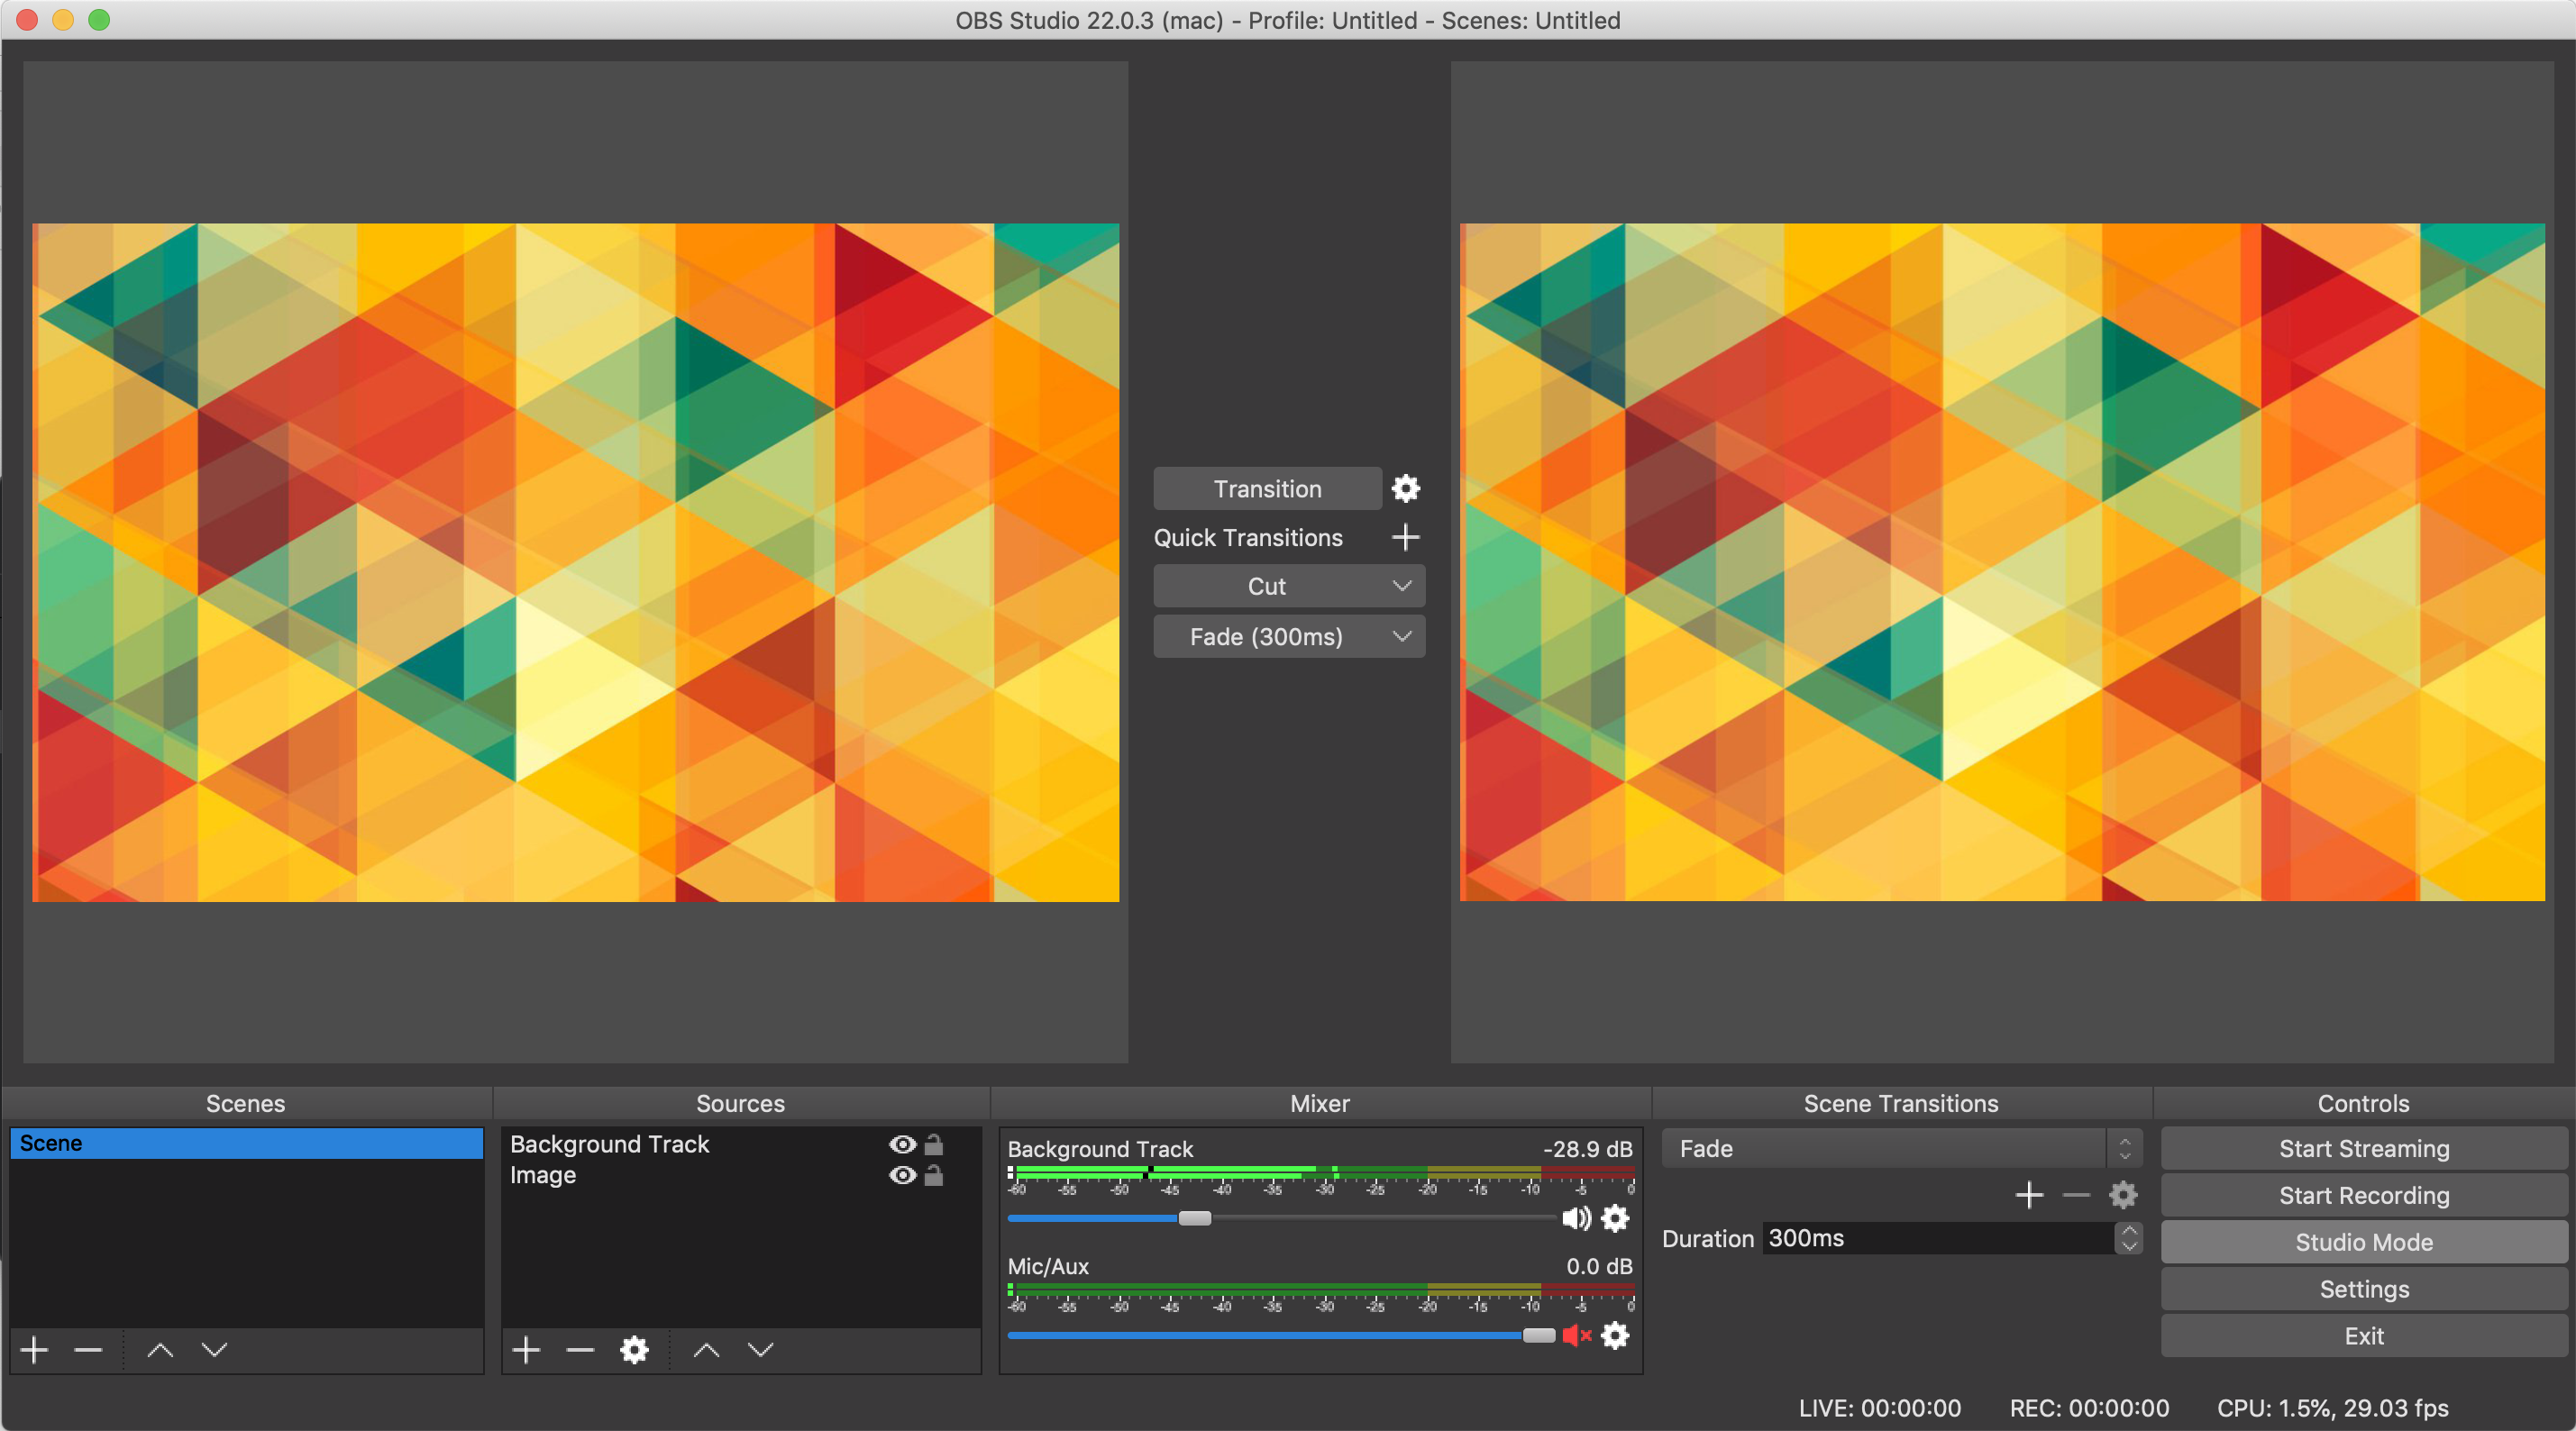 OBS Studio 22.0.3 (mac) - Profile: Untitled - Scenes: Untitled
Transition
Quick Transitions
Cut
Fade (300ms)
Scenes
Scene
Sources
Background Track
Image
Mixer
Background Track -28.9 dB
-60 -55 -50 -45 -40 -35 -30 -25 -20 -15 -10 -5 0
Mic/Aux 0.0 dB
-60 -55 -50 -45 -40 -35 -30 -25 -20 -15 -10 -5 0
Scene Transitions
Fade
Duration 300ms
Controls
Start Streaming
Start Recording
Studio Mode
Settings
Exit
LIVE: 00:00:00 REC: 00:00:00 CPU: 1.5%, 29.03 fps